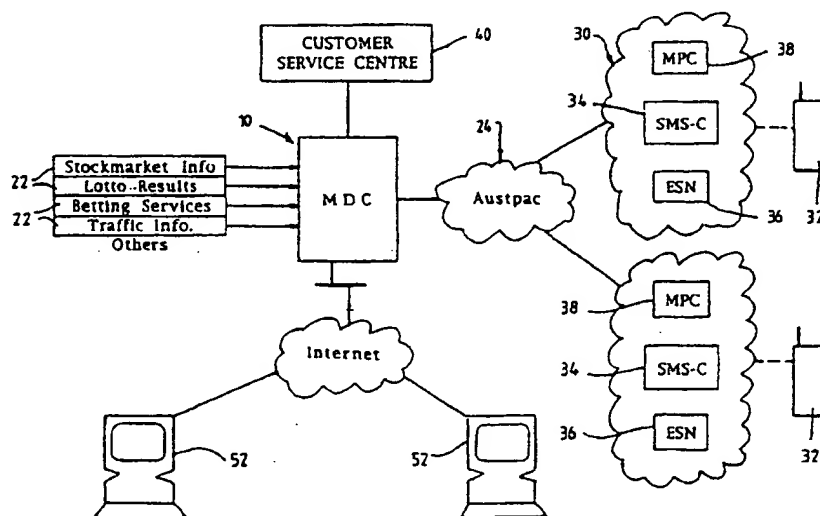 CUSTOMER
SERVICE CENTRE
40
30
MPC
38
34
SMS-C
10
24
ESN
36
32
22
Stockmarket Info
Lotto Results
22
Betting Services
Traffic Info.
Others
MDC
Austpac
38
MPC
34
SMS-C
36
ESN
32
Internet
52
52